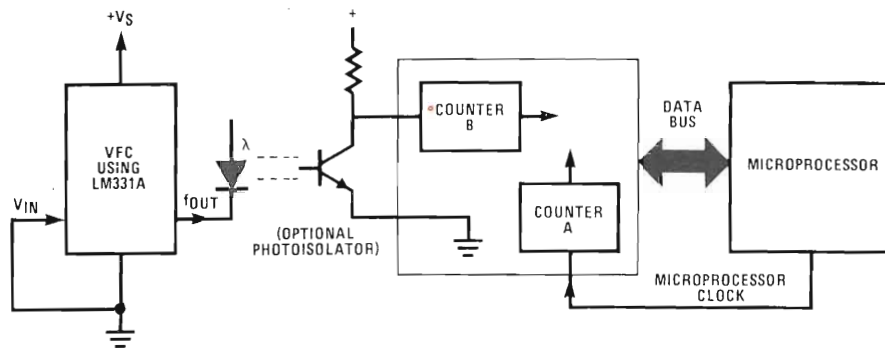 +VS
VFC
USING
LM331A
VIN
fOUT
λ
(OPTIONAL
PHOTOISOLATOR)
+
COUNTER
B
COUNTER
A
DATA
BUS
MICROPROCESSOR
MICROPROCESSOR
CLOCK